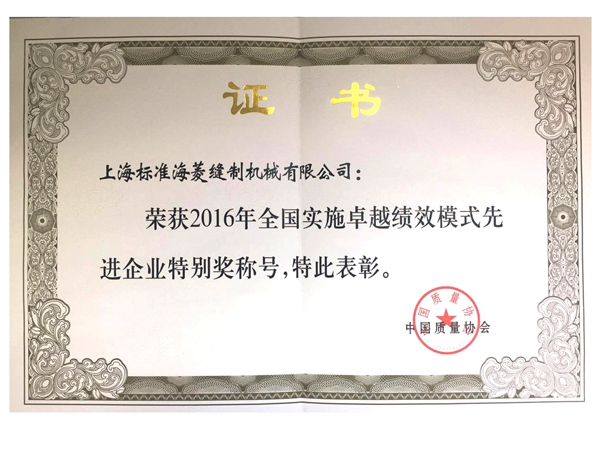 证书
上海标准海菱缝制机械有限公司：
荣获2016年全国实施卓越绩效模式先
进企业特别奖称号，特此表彰。
中国质量协会
中国质量协会